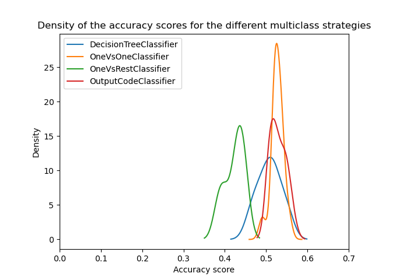 Density of the accuracy scores for the different multiclass strategies
DecisionTreeClassifier
OneVsOneClassifier
OneVsRestClassifier
OutputCodeClassifier
Density
25
20
15
10
5
0
0.0 0.1 0.2 0.3 0.4 0.5 0.6 0.7
Accuracy score